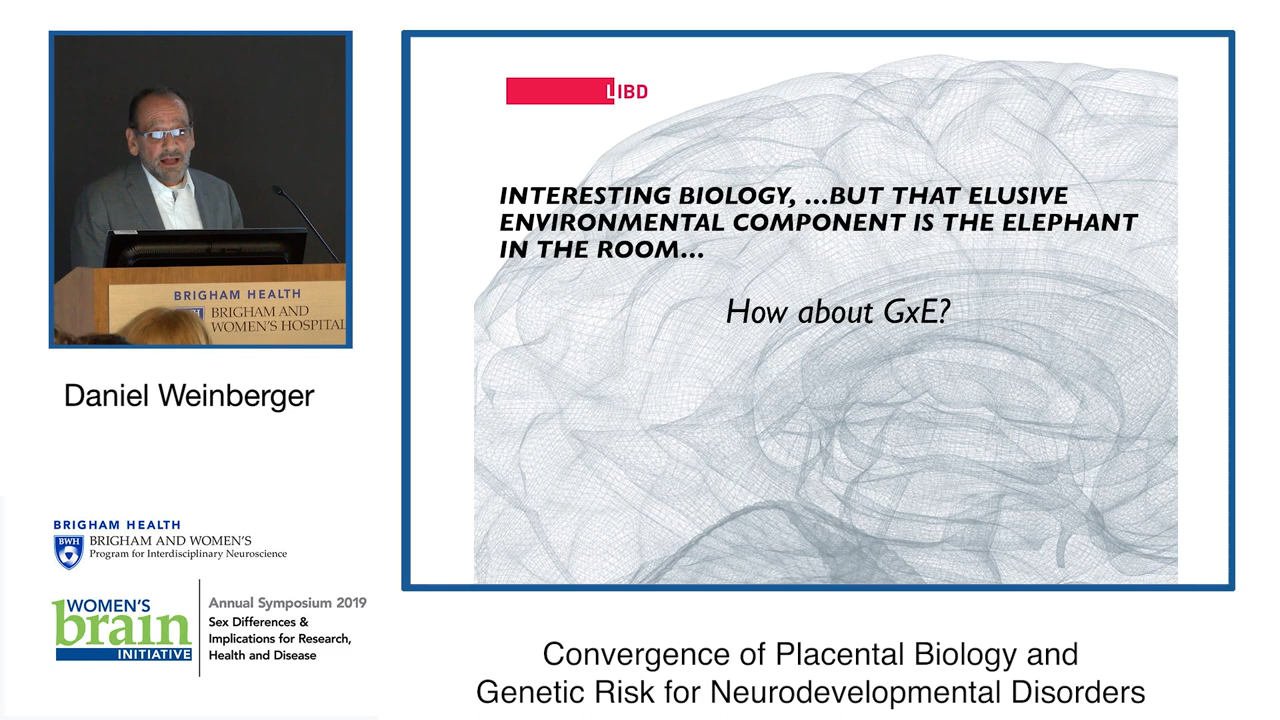 LIBD
INTERESTING BIOLOGY, ...BUT THAT ELUSIVE
ENVIRONMENTAL COMPONENT IS THE ELEPHANT
IN THE ROOM...
How about GxE?
BRIGHAM HEALTH
BRIGHAM AND
WOMEN'S HOSPITAL
Daniel Weinberger
BRIGHAM HEALTH
BWH
BRIGHAM AND WOMEN'S
Program for Interdisciplinary Neuroscience
WOMEN'S
brain
INITIATIVE
Annual Symposium 2019
Sex Differences &
Implications for Research,
Health and Disease
Convergence of Placental Biology and
Genetic Risk for Neurodevelopmental Disorders